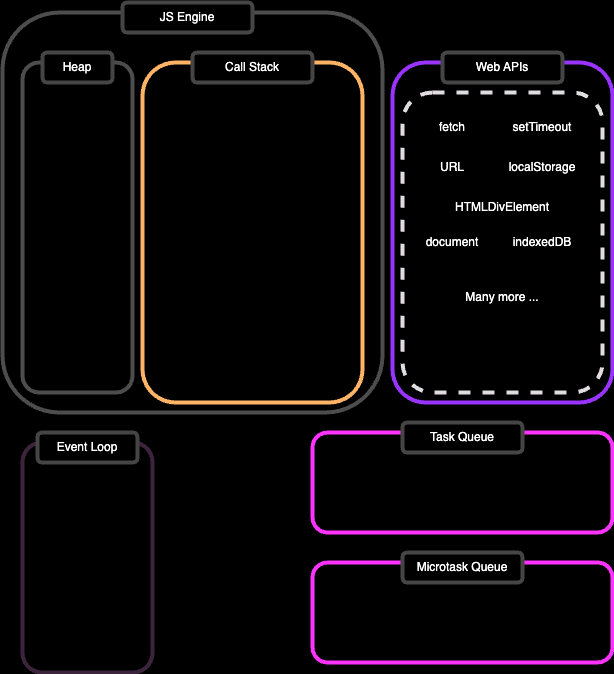 JS Engine
Heap
Call Stack
Web APIs
fetch
setTimeout
URL
localStorage
HTMLDivElement
document
indexedDB
Many more ...
Event Loop
Task Queue
Microtask Queue